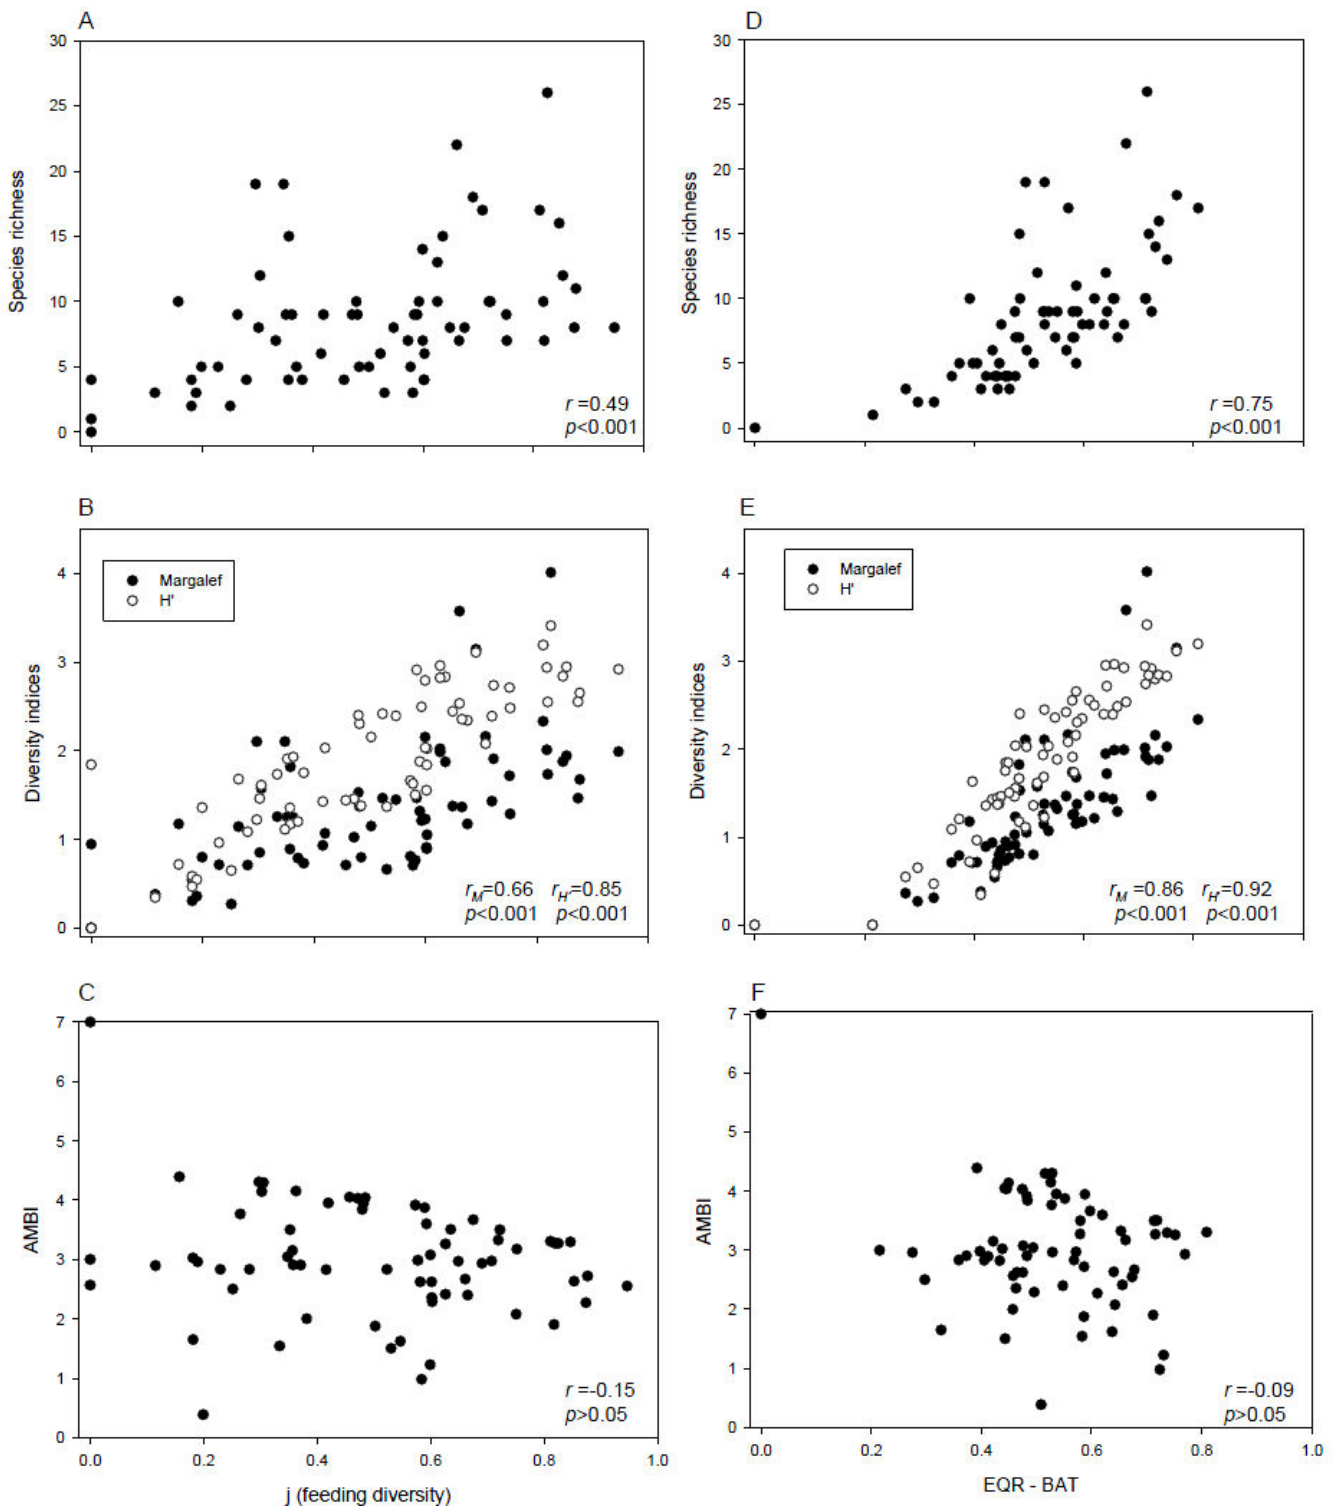 A
30
25
20
15
10
5
0
Species richness
r =0.49
p<0.001
D
30
25
20
15
10
5
0
Species richness
r =0.75
p<0.001
B
4
3
2
1
0
Diversity indices
Margalef
H'
rM=0.66 rH'=0.85
p<0.001 p<0.001
E
4
3
2
1
0
Diversity indices
Margalef
H'
rM =0.86 rH'=0.92
p<0.001 p<0.001
C
7
6
5
4
3
2
1
0
AMBI
r =-0.15
p>0.05
0.0 0.2 0.4 0.6 0.8 1.0
j (feeding diversity)
F
7
6
5
4
3
2
1
0
AMBI
r =-0.09
p>0.05
0.0 0.2 0.4 0.6 0.8 1.0
EQR - BAT